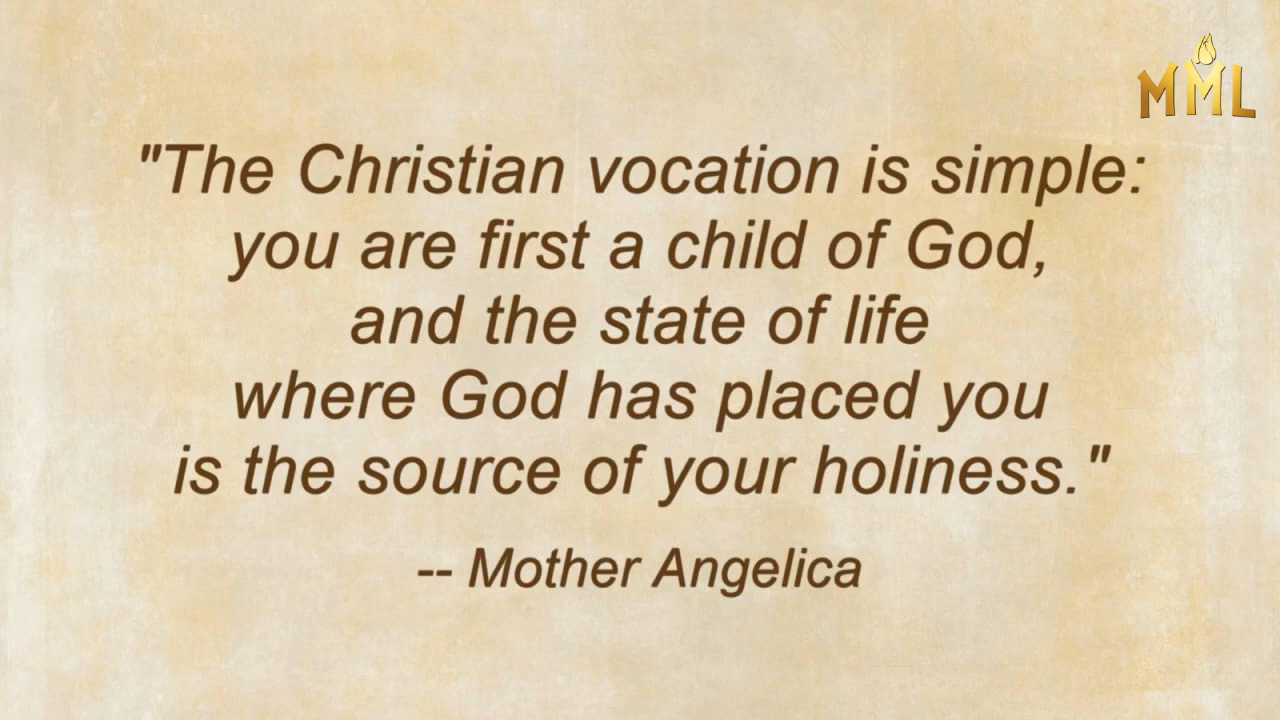 MML
"The Christian vocation is simple:
you are first a child of God,
and the state of life
where God has placed you
is the source of your holiness."
-- Mother Angelica